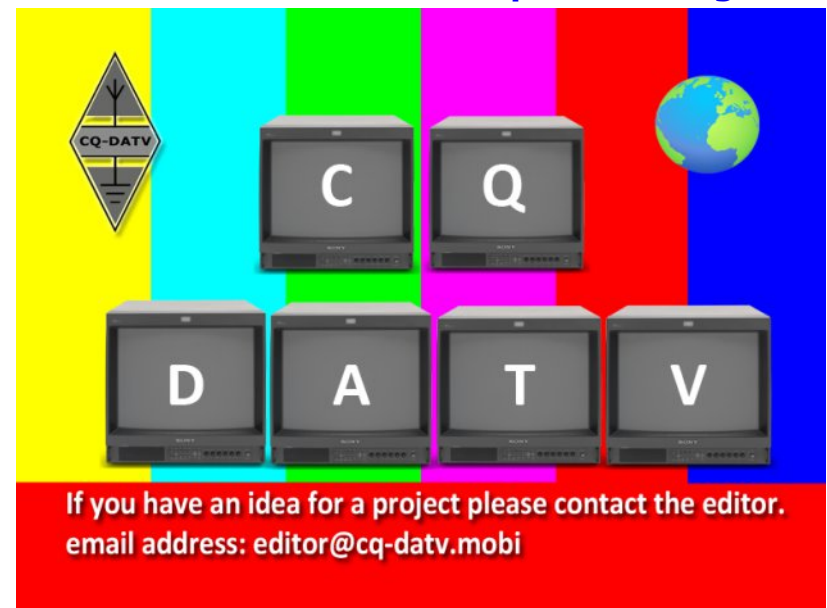 CQ-DATV
C Q
D A T V
If you have an idea for a project please contact the editor.
email address: editor@cq-datv.mobi